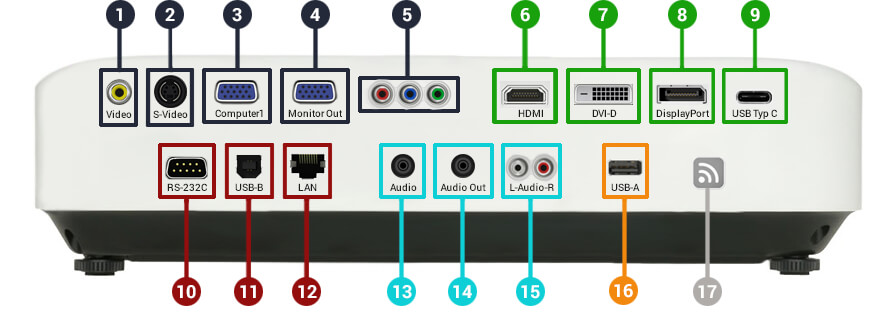 1 2 3 4 5 6 7 8 9
Video S-Video Computer1 Monitor Out HDMI DVI-D DisplayPort USB Typ C
RS-232C USB-B LAN Audio Audio Out L-Audio-R USB-A
10 11 12 13 14 15 16 17